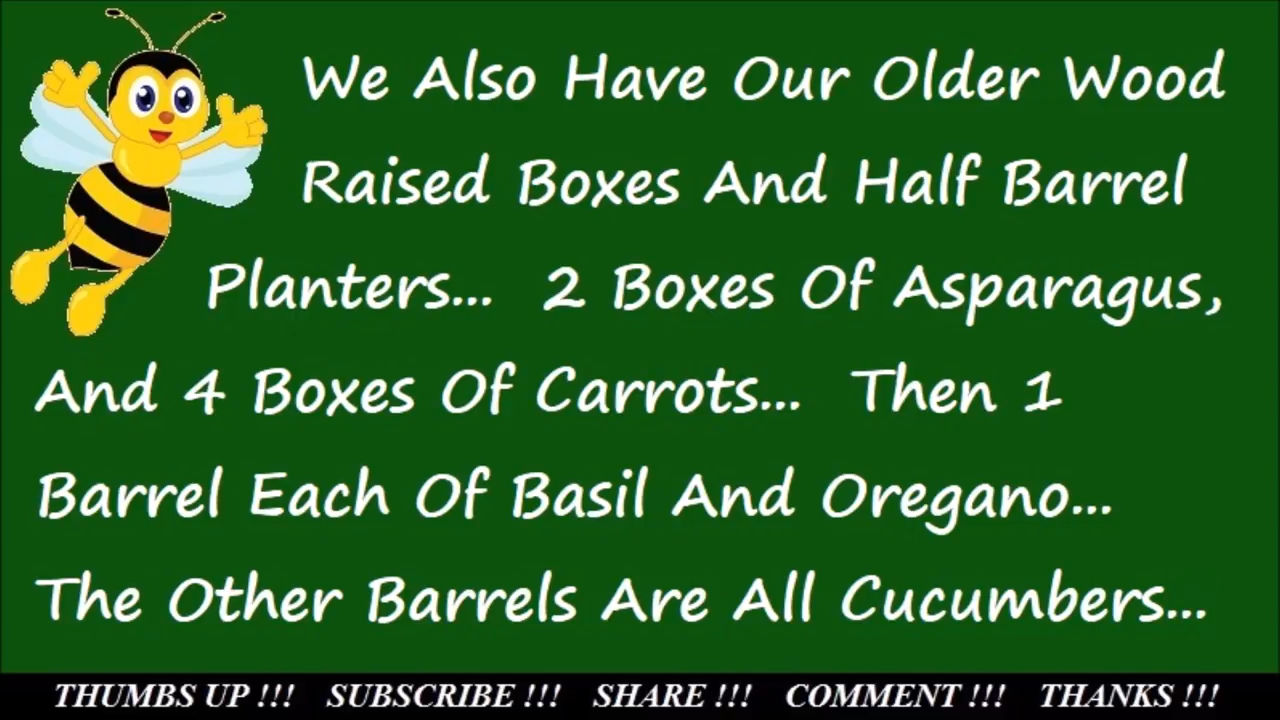 We Also Have Our Older Wood
Raised Boxes And Half Barrel
Planters... 2 Boxes Of Asparagus,
And 4 Boxes Of Carrots... Then 1
Barrel Each Of Basil And Oregano...
The Other Barrels Are All Cucumbers...
THUMBS UP !!! SUBSCRIBE !!! SHARE !!! COMMENT !!! THANKS !!!